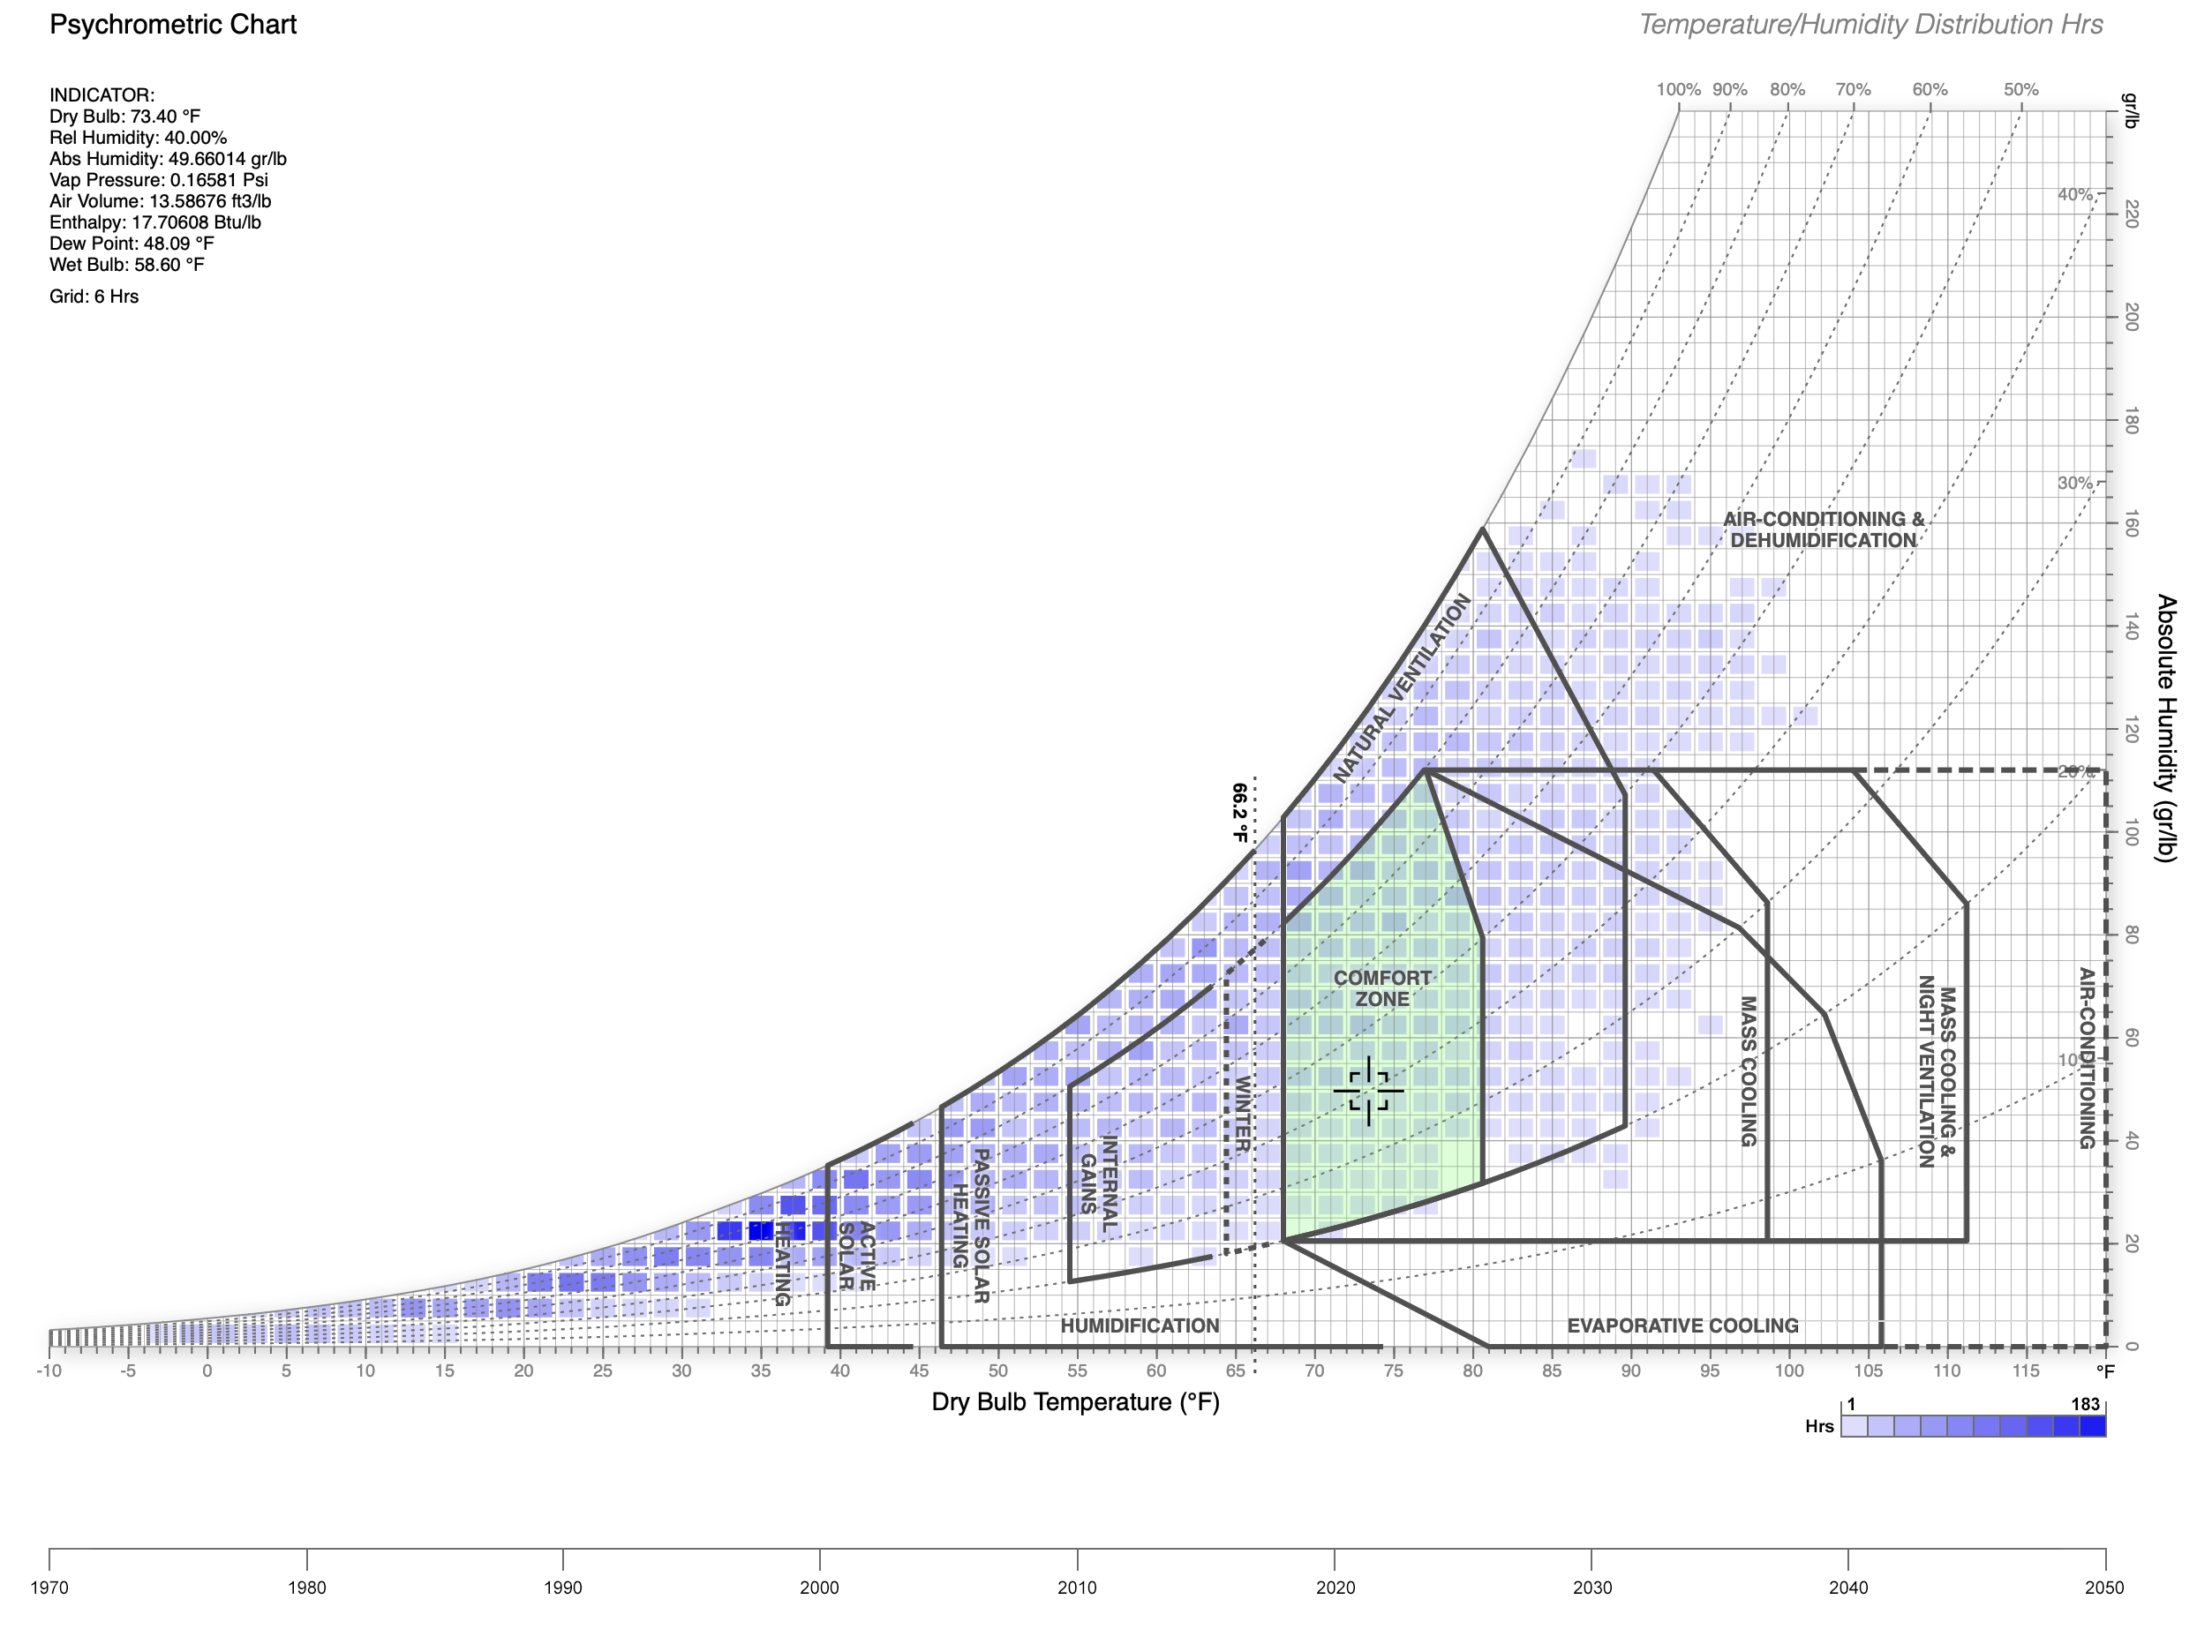 Psychrometric Chart
Temperature/Humidity Distribution Hrs
INDICATOR:
Dry Bulb: 73.40 °F
Rel Humidity: 40.00%
Abs Humidity: 49.66014 gr/lb
Vap Pressure: 0.16581 Psi
Air Volume: 13.58676 ft3/lb
Enthalpy: 17.70608 Btu/lb
Dew Point: 48.09 °F
Wet Bulb: 58.60 °F
Grid: 6 Hrs
100% 90% 80% 70% 60% 50%
gr/lb
40%
30%
20%
10%
220
200
180
160
140
120
100
80
60
40
20
0
Absolute Humidity (gr/lb)
AIR-CONDITIONING &
DEHUMIDIFICATION
NATURAL VENTILATION
66.2 °F
COMFORT
ZONE
WINTER
MASS COOLING
MASS COOLING &
NIGHT VENTILATION
AIR-CONDITIONING
INTERNAL
GAINS
PASSIVE SOLAR
HEATING
ACTIVE
SOLAR
HEATING
HUMIDIFICATION
EVAPORATIVE COOLING
-10 -5 0 5 10 15 20 25 30 35 40 45 50 55 60 65 70 75 80 85 90 95 100 105 110 115 °F
Dry Bulb Temperature (°F)
1 183
Hrs
1970 1980 1990 2000 2010 2020 2030 2040 2050